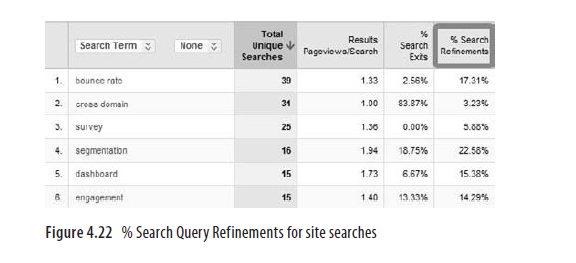 Search Term None Total Unique Searches Results Pageviews/Search % Search Exits % Search Refinements
1. bounce rate 39 1.33 2.56% 17.31%
2. cross domain 31 1.00 83.87% 3.23%
3. survey 25 1.36 0.00% 5.88%
4. segmentation 16 1.94 18.75% 22.58%
5. dashboard 15 1.73 6.67% 15.38%
6. engagement 15 1.40 13.33% 14.29%
Figure 4.22 % Search Query Refinements for site searches